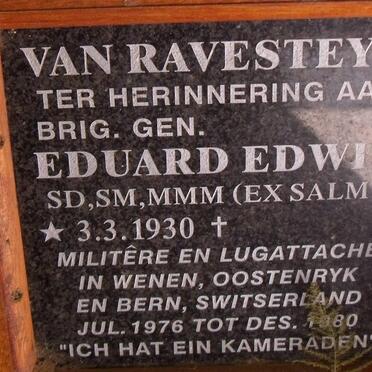 VAN RAVESTEY
TER HERINNERING AA
BRIG. GEN.
EDUARD EDWI
SD,SM,MMM (EX SALM
★ 3.3.1930 ✝
MILITÊRE EN LUGATTACHE
IN WENEN, OOSTENRYK
EN BERN, SWITSERLAND
JUL. 1976 TOT DES. 1980
"ICH HAT EIN KAMERADEN"